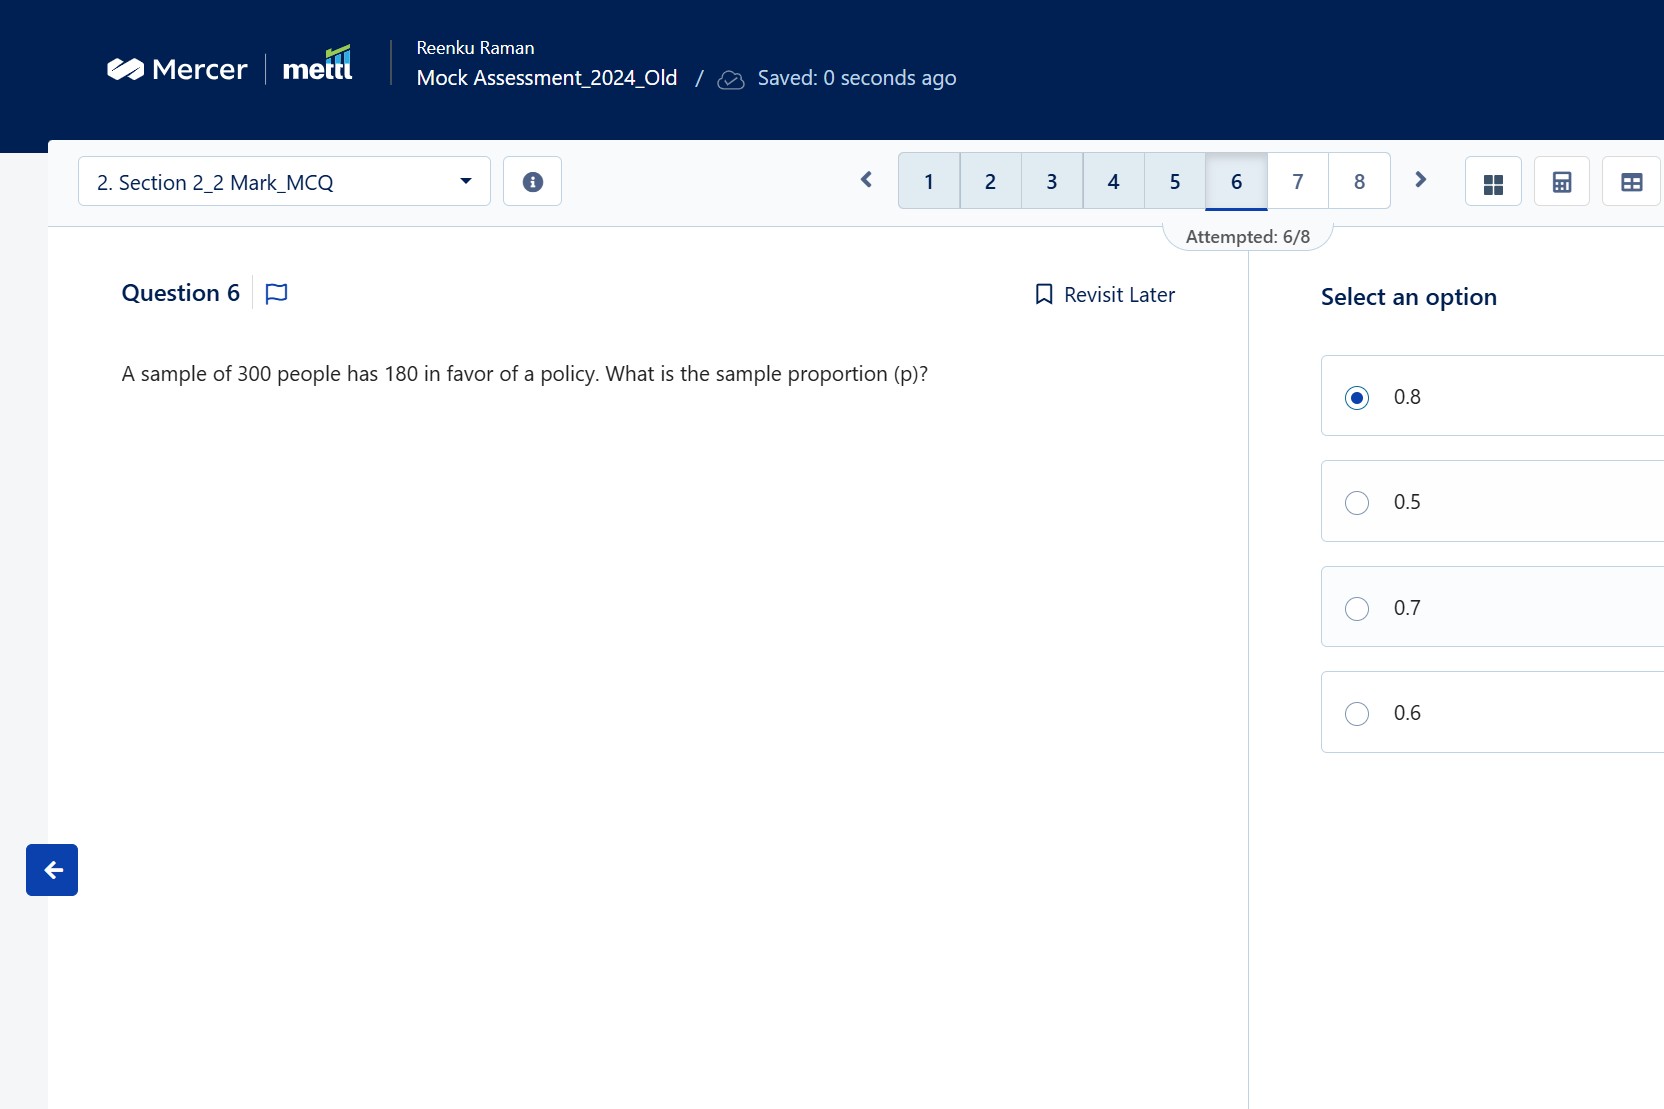 Mercer mettl
Reenku Raman
Mock Assessment_2024_Old / Saved: 0 seconds ago
2. Section 2_2 Mark_MCQ
1 2 3 4 5 6 7 8
Attempted: 6/8
Question 6
Revisit Later
A sample of 300 people has 180 in favor of a policy. What is the sample proportion (p)?
Select an option
0.8
0.5
0.7
0.6